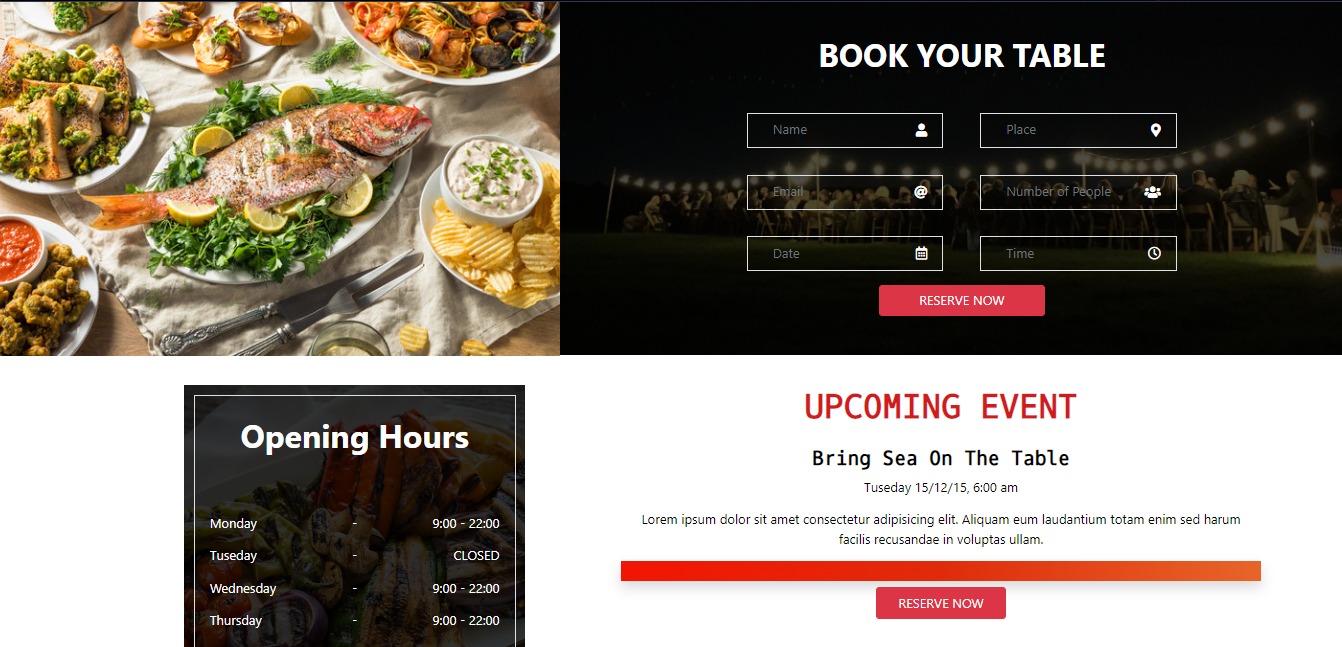 BOOK YOUR TABLE
Name
Place
Email
Number of People
Date
Time
RESERVE NOW
Opening Hours
Monday - 9:00 - 22:00
Tuseday - CLOSED
Wednesday - 9:00 - 22:00
Thursday - 9:00 - 22:00
UPCOMING EVENT
Bring Sea On The Table
Tuseday 15/12/15, 6:00 am
Lorem ipsum dolor sit amet consectetur adipisicing elit. Aliquam eum laudantium totam enim sed harum
facilis recusandae in voluptas ullam.
RESERVE NOW